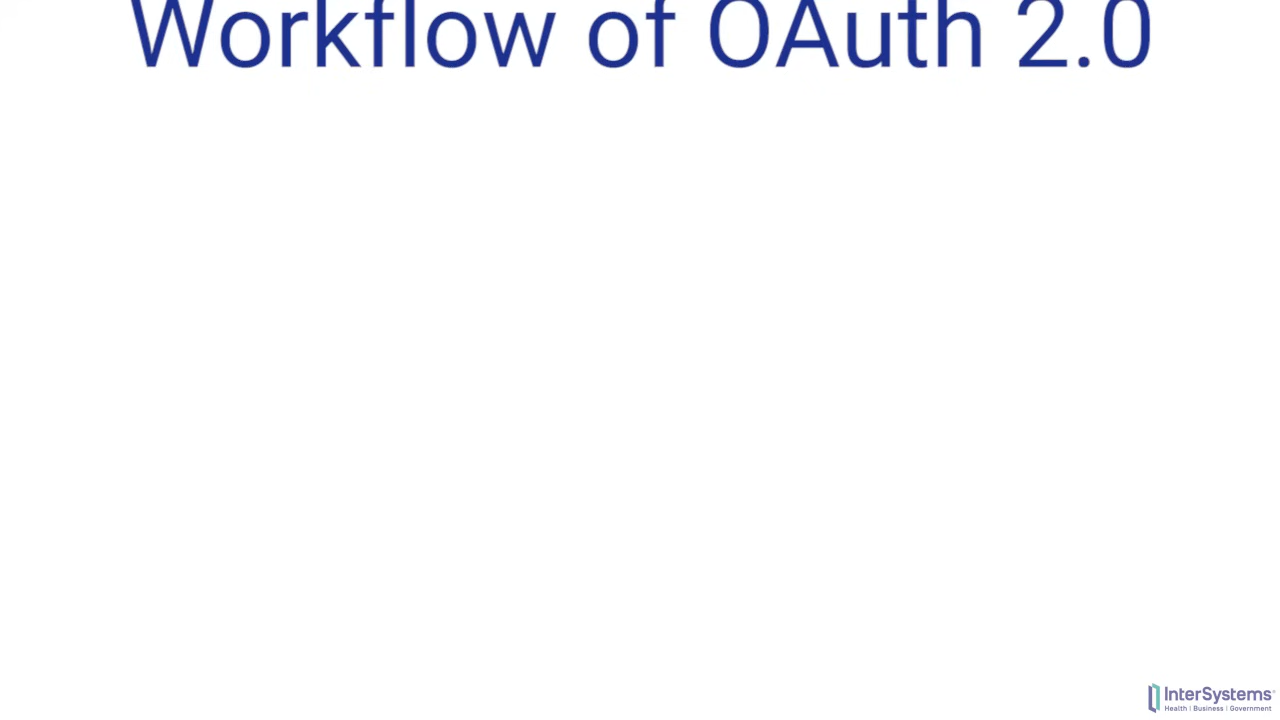 Workflow of OAuth 2.0
InterSystems®
Health | Business | Government